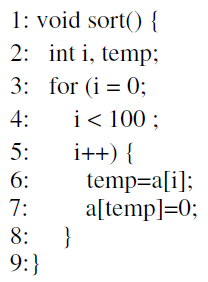 1: void sort() {
2: int i, temp;
3: for (i = 0;
4: i < 100 ;
5: i++) {
6: temp=a[i];
7: a[temp]=0;
8: }
9:}